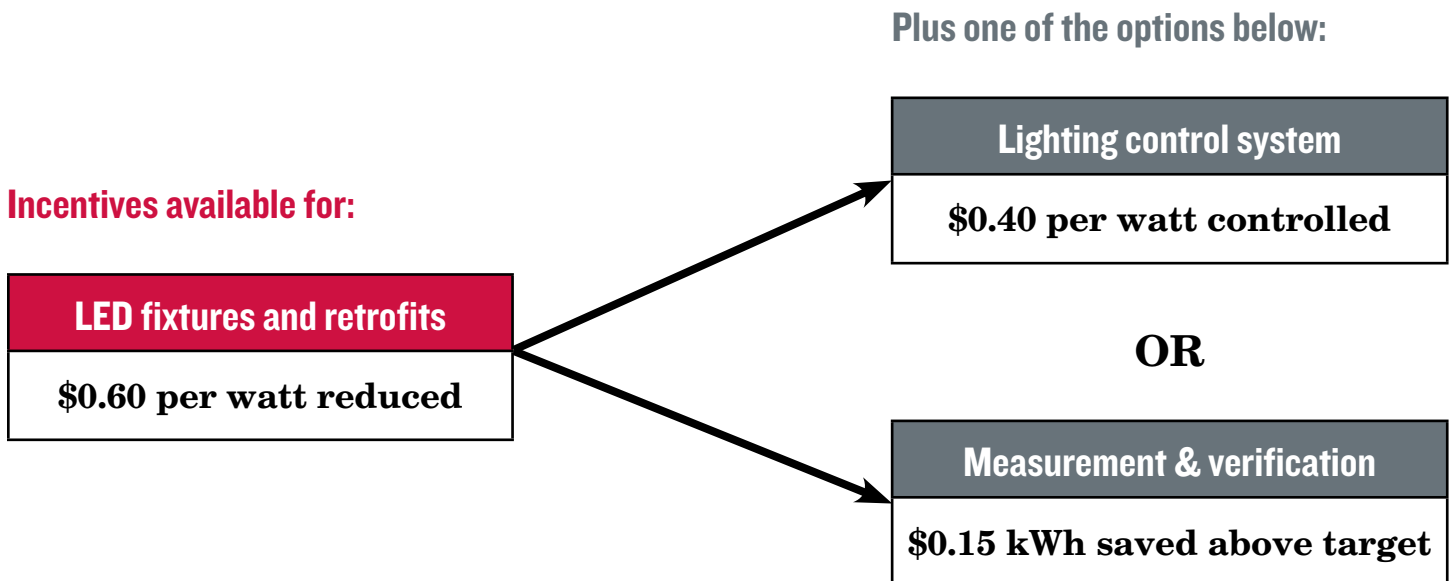 Incentives available for:
LED fixtures and retrofits
$0.60 per watt reduced
Plus one of the options below:
Lighting control system
$0.40 per watt controlled
OR
Measurement & verification
$0.15 kWh saved above target